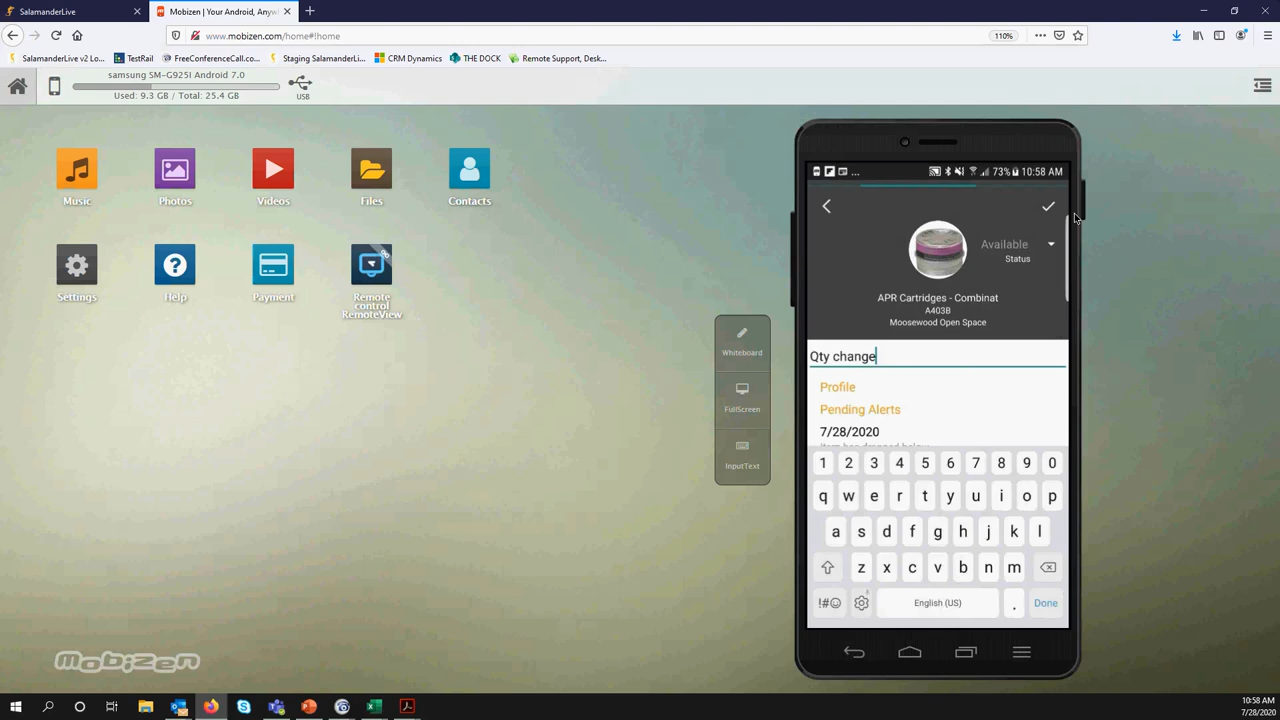 SalamanderLive
Mobizen | Your Android, Anyw
www.mobizen.com/home#!home
110%
SalamanderLive v2 Lo...
TestRail
FreeConferenceCall.co...
Staging SalamanderLi...
CRM Dynamics
THE DOCK
Remote Support, Desk...
samsung SM-G925I Android 7.0
Used: 9.3 GB / Total: 25.4 GB
USB
Music
Photos
Videos
Files
Contacts
Settings
Help
Payment
Remote
control
RemoteView
Whiteboard
FullScreen
InputText
73% 10:58 AM
Available
Status
APR Cartridges - Combinat
A403B
Moosewood Open Space
Qty change
Profile
Pending Alerts
7/28/2020
Item has dropped below
1 2 3 4 5 6 7 8 9 0
q w e r t y u i o p
a s d f g h j k l
z x c v b n m
!#☺ English (US) . Done
mobizen
10:58 AM
7/28/2020